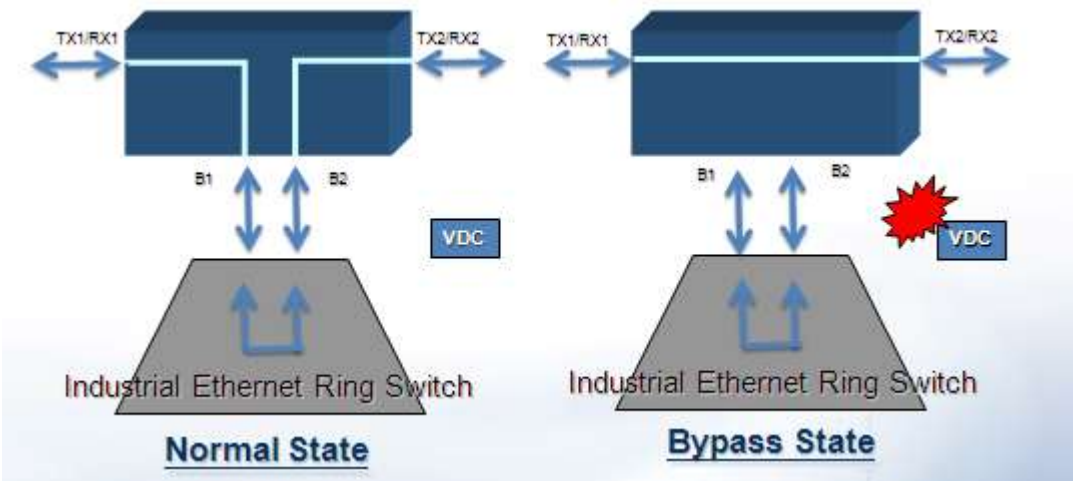 TX1/RX1
TX2/RX2
B1
B2
VDC
Industrial Ethernet Ring Switch
Normal State
TX1/RX1
TX2/RX2
B1
B2
VDC
Industrial Ethernet Ring Switch
Bypass State